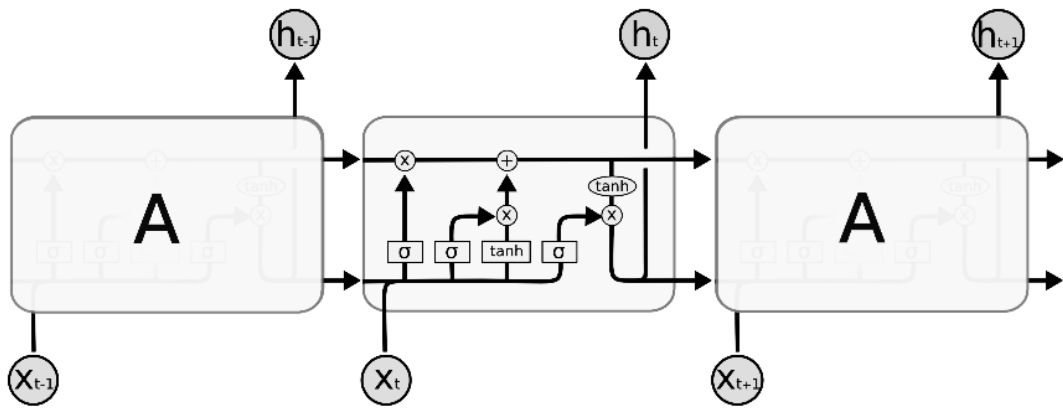 ht-1 ht ht+1
A x + tanh x σ σ tanh σ A
xt-1 xt xt+1